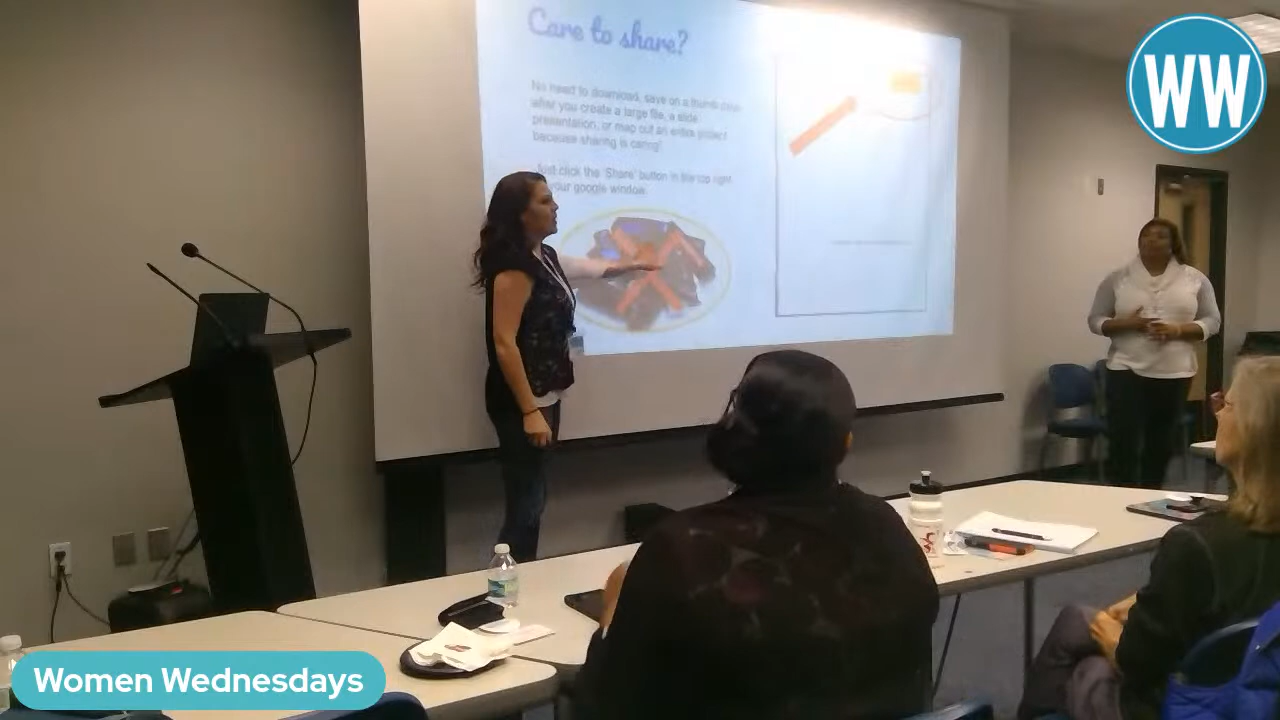 Care to share?
No need to download, save on a thumb drive
after you create a large file, a slide
presentation, or map out an entire project
because sharing is caring!
Just click the 'Share' button in the top right
your google window.
WW
Women Wednesdays